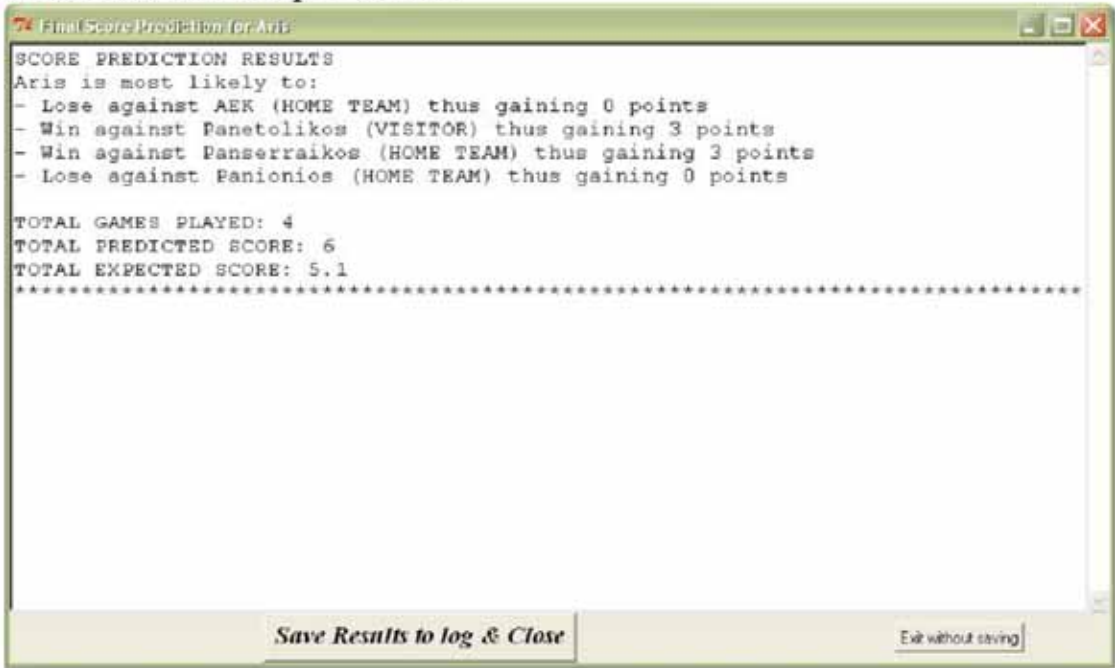 Final Score Prediction for Aris
SCORE PREDICTION RESULTS
Aris is most likely to:
- Lose against AEK (HOME TEAM) thus gaining 0 points
- Win against Panetolikos (VISITOR) thus gaining 3 points
- Win against Panserraikos (HOME TEAM) thus gaining 3 points
- Lose against Panionios (HOME TEAM) thus gaining 0 points
TOTAL GAMES PLAYED: 4
TOTAL PREDICTED SCORE: 6
TOTAL EXPECTED SCORE: 5.1
********************************************************************************
Save Results to log & Close
Exit without saving